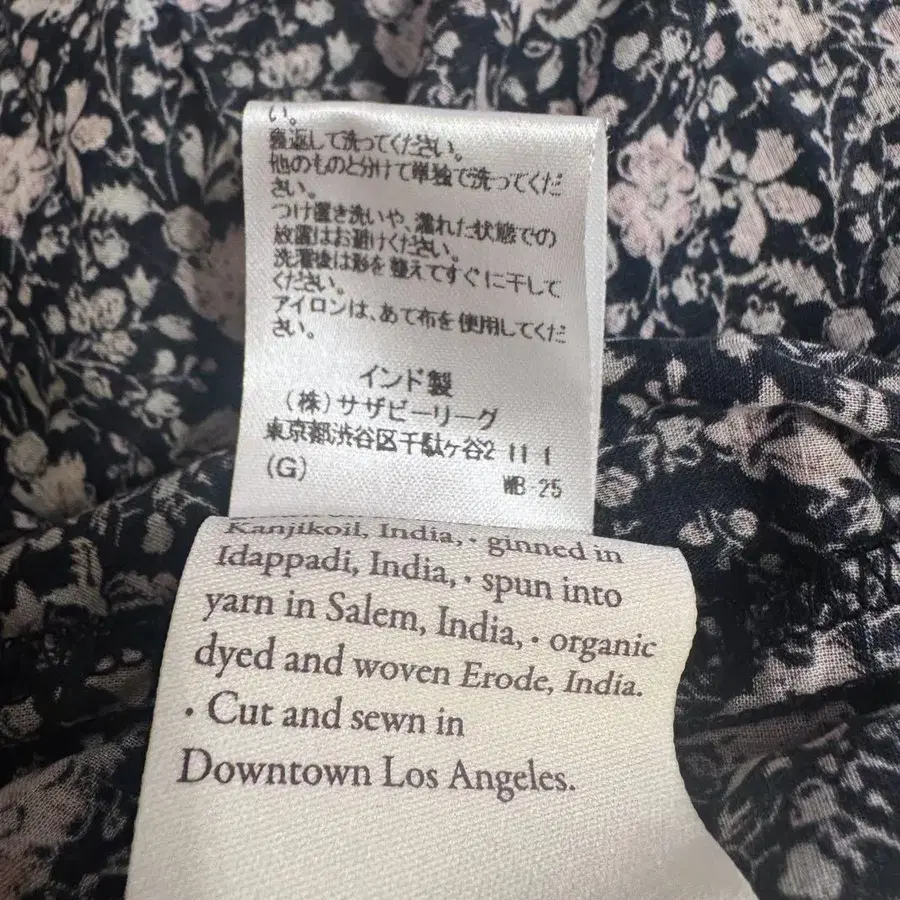 い。
裏返して洗ってください。
他のものと分けて単独で洗ってくだ
さい。
つけ置き洗いや、濡れた状態での
放置はお避けください。
洗濯後は形を整えてすぐに干して
ください。
アイロンは、あて布を使用してくだ
さい。
インド製
(株)サザビーリーグ
東京都渋谷区千駄ヶ谷2 11 1
(G)
WB-25
Kanjikoil, India, · ginned in
Idappadi, India, · spun into
yarn in Salem, India, · organic
dyed and woven Erode, India.
· Cut and sewn in
Downtown Los Angeles.